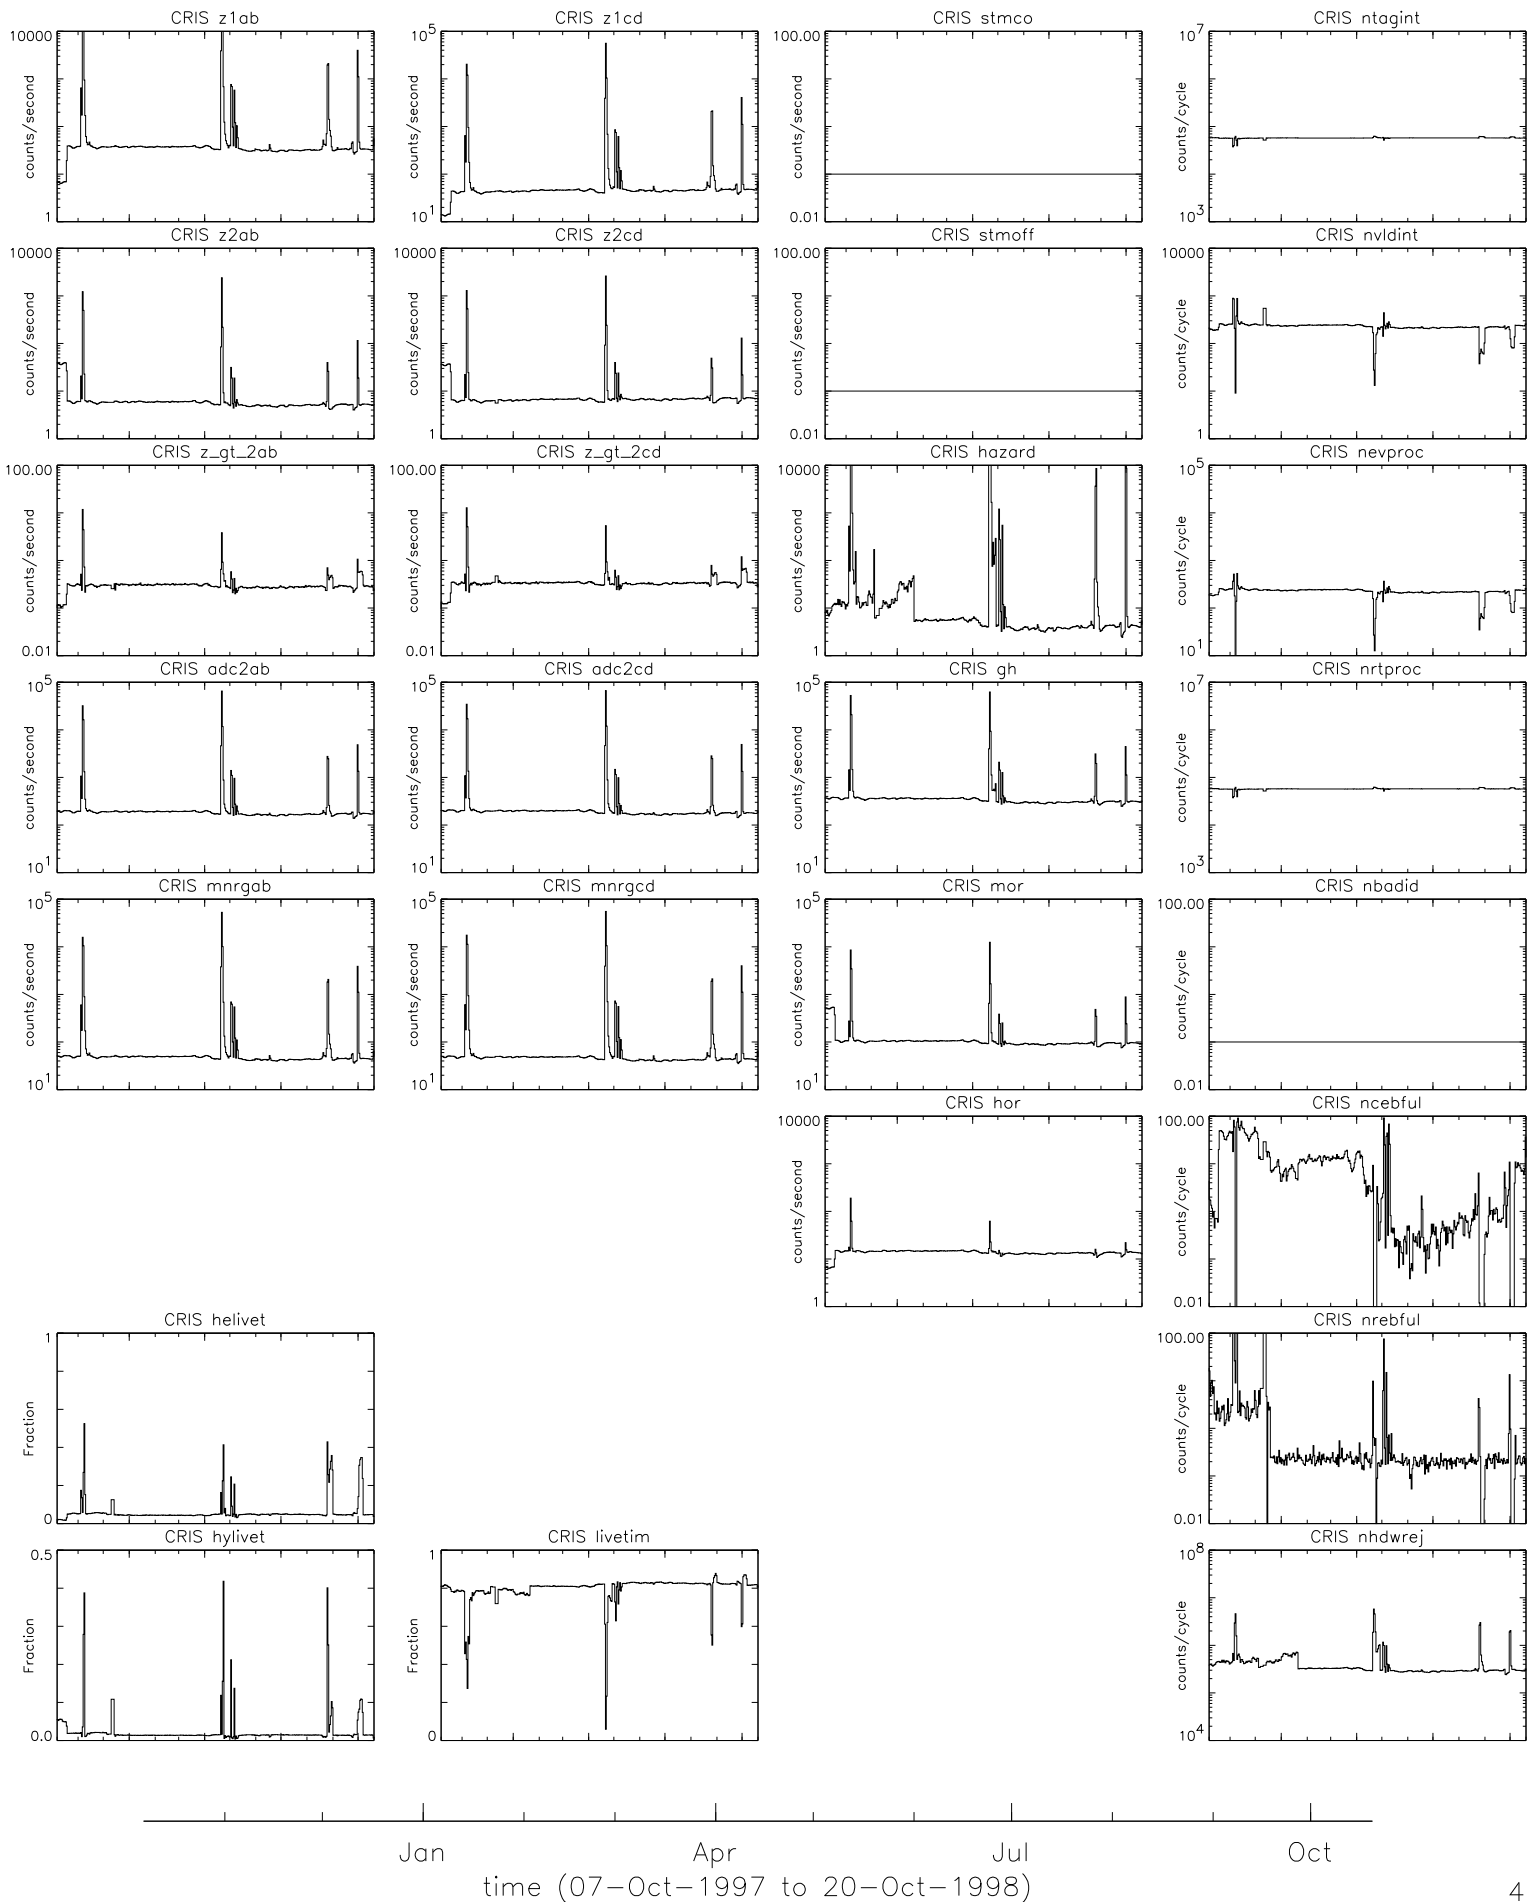 CRIS z1ab
10000
counts/second
1
CRIS z1cd
10^5
counts/second
10^1
CRIS stmco
100.00
counts/second
0.01
CRIS ntagint
10^7
counts/cycle
10^3
CRIS z2ab
10000
counts/second
1
CRIS z2cd
10000
counts/second
1
CRIS stmoff
100.00
counts/second
0.01
CRIS nvldint
10000
counts/cycle
1
CRIS z_gt_2ab
100.00
counts/second
0.01
CRIS z_gt_2cd
100.00
counts/second
0.01
CRIS hazard
10000
counts/second
1
CRIS nevproc
10^5
counts/cycle
10^1
CRIS adc2ab
10^5
counts/second
10^1
CRIS adc2cd
10^5
counts/second
10^1
CRIS gh
10^5
counts/second
10^1
CRIS nrtproc
10^7
counts/cycle
10^3
CRIS mnrgab
10^5
counts/second
10^1
CRIS mnrgcd
10^5
counts/second
10^1
CRIS mor
10^5
counts/second
10^1
CRIS nbadid
100.00
counts/cycle
0.01
CRIS hor
10000
counts/second
1
CRIS ncebful
100.00
counts/cycle
0.01
CRIS helivet
1
Fraction
0
CRIS nrebful
100.00
counts/cycle
0.01
CRIS hylivet
0.5
Fraction
0.0
CRIS livetim
1
Fraction
0
CRIS nhdwrej
10^8
counts/cycle
10^4
Jan Apr Jul Oct
time (07-Oct-1997 to 20-Oct-1998)
4